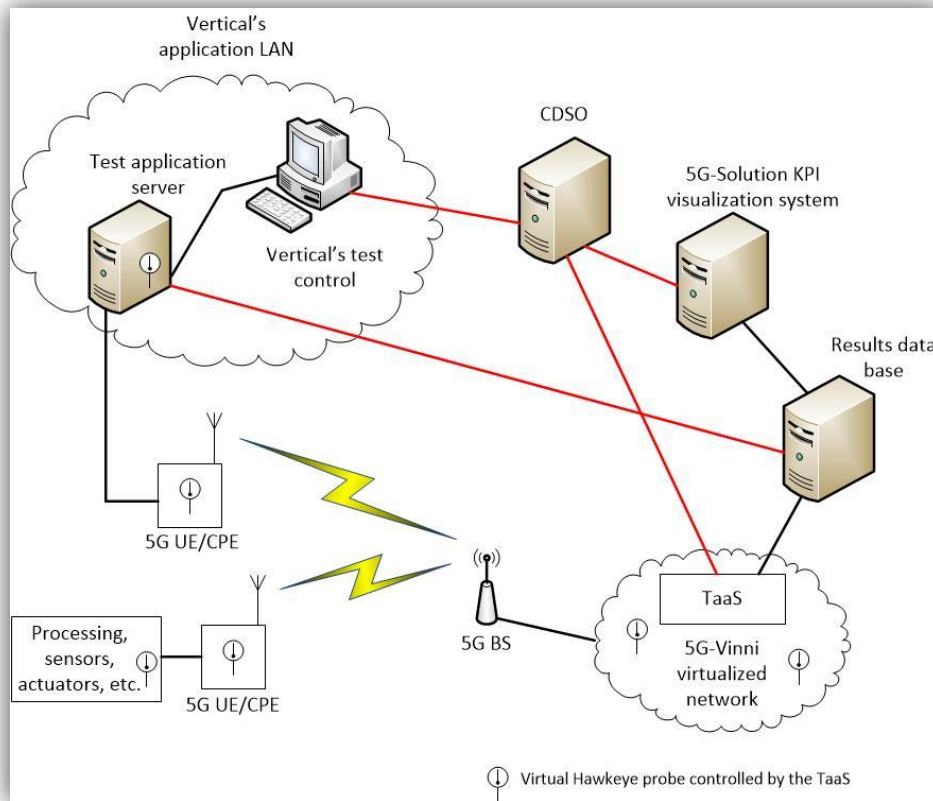 Vertical's
application LAN
CDSO
Test application
server
5G-Solution KPI
visualization system
Vertical's test
control
Results data
base
5G UE/CPE
TaaS
Processing,
sensors,
actuators, etc.
5G BS
5G-Vinni
virtualized
network
5G UE/CPE
Virtual Hawkeye probe controlled by the TaaS